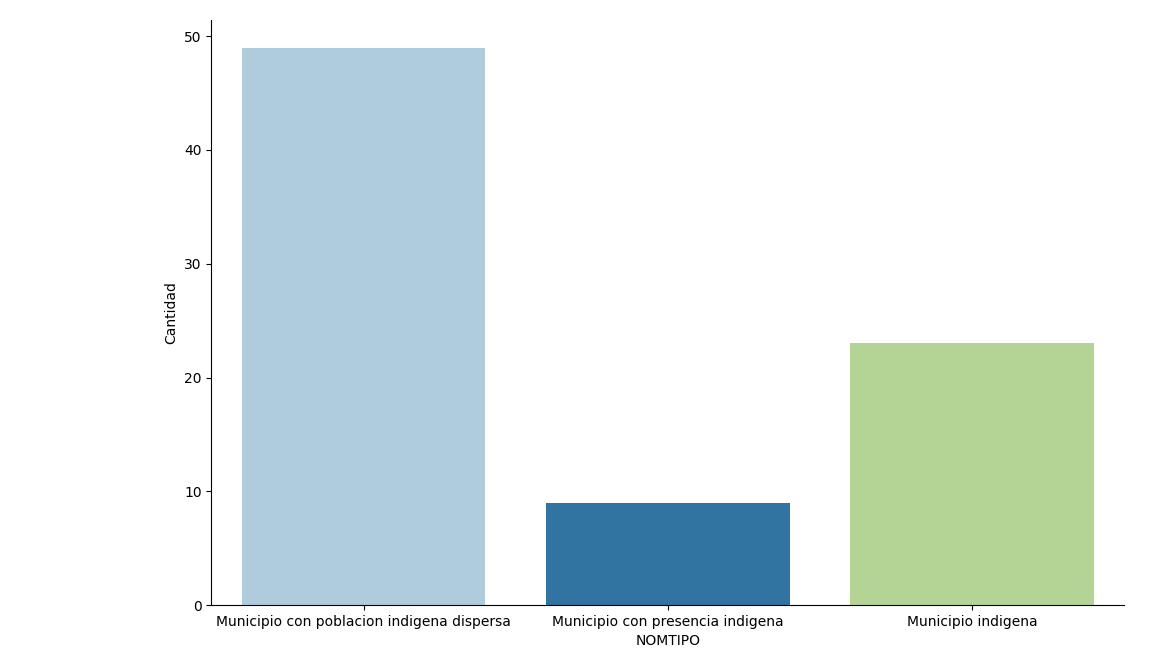 50
40
30
20
10
0
Cantidad
Municipio con poblacion indigena dispersa
Municipio con presencia indigena
Municipio indigena
NOMTIPO